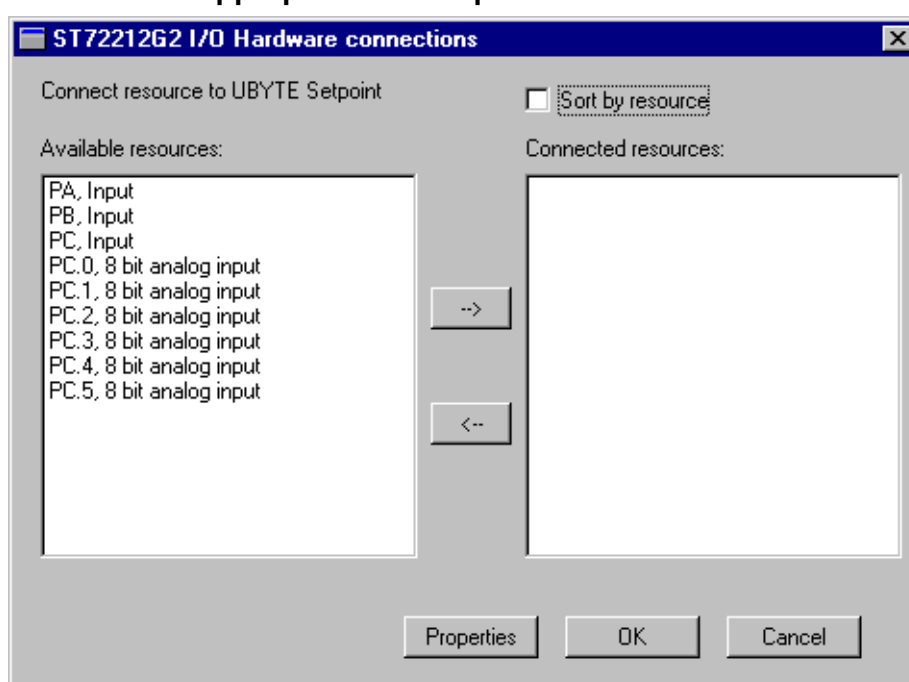 ST72212G2 I/O Hardware connections
Connect resource to UBYTE Setpoint
Sort by resource
Available resources:
Connected resources:
PA, Input
PB, Input
PC, Input
PC.0, 8 bit analog input
PC.1, 8 bit analog input
PC.2, 8 bit analog input
PC.3, 8 bit analog input
PC.4, 8 bit analog input
PC.5, 8 bit analog input
-->
<--
Properties
OK
Cancel